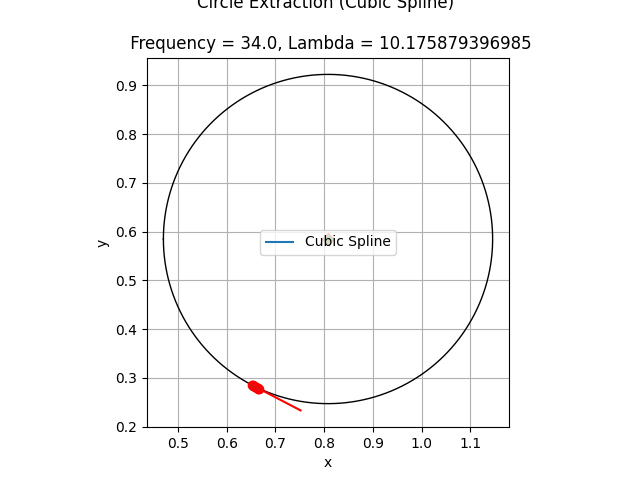 Circle Extraction (Cubic Spline)
Frequency = 34.0, Lambda = 10.175879396985
0.9
0.8
0.7
0.6
0.5
0.4
0.3
0.2
y
Cubic Spline
0.5 0.6 0.7 0.8 0.9 1.0 1.1
x